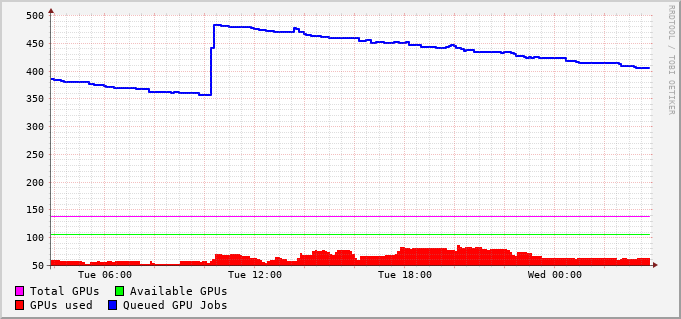 500
450
400
350
300
250
200
150
100
50
Tue 06:00 Tue 12:00 Tue 18:00 Wed 00:00
Total GPUs Available GPUs
GPUs used Queued GPU Jobs
RRDTOOL / TOBI OETIKER